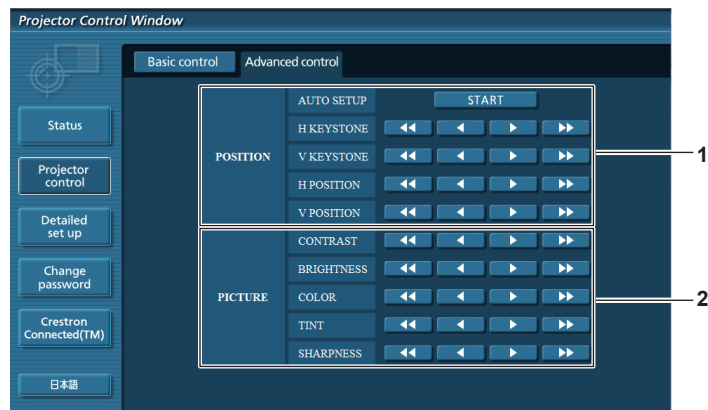 Projector Control Window
Basic control
Advanced control
Status
Projector
control
Detailed
set up
Change
password
Crestron
Connected(TM)
日本語
POSITION
AUTO SETUP
START
H KEYSTONE
V KEYSTONE
H POSITION
V POSITION
1
PICTURE
CONTRAST
BRIGHTNESS
COLOR
TINT
SHARPNESS
2